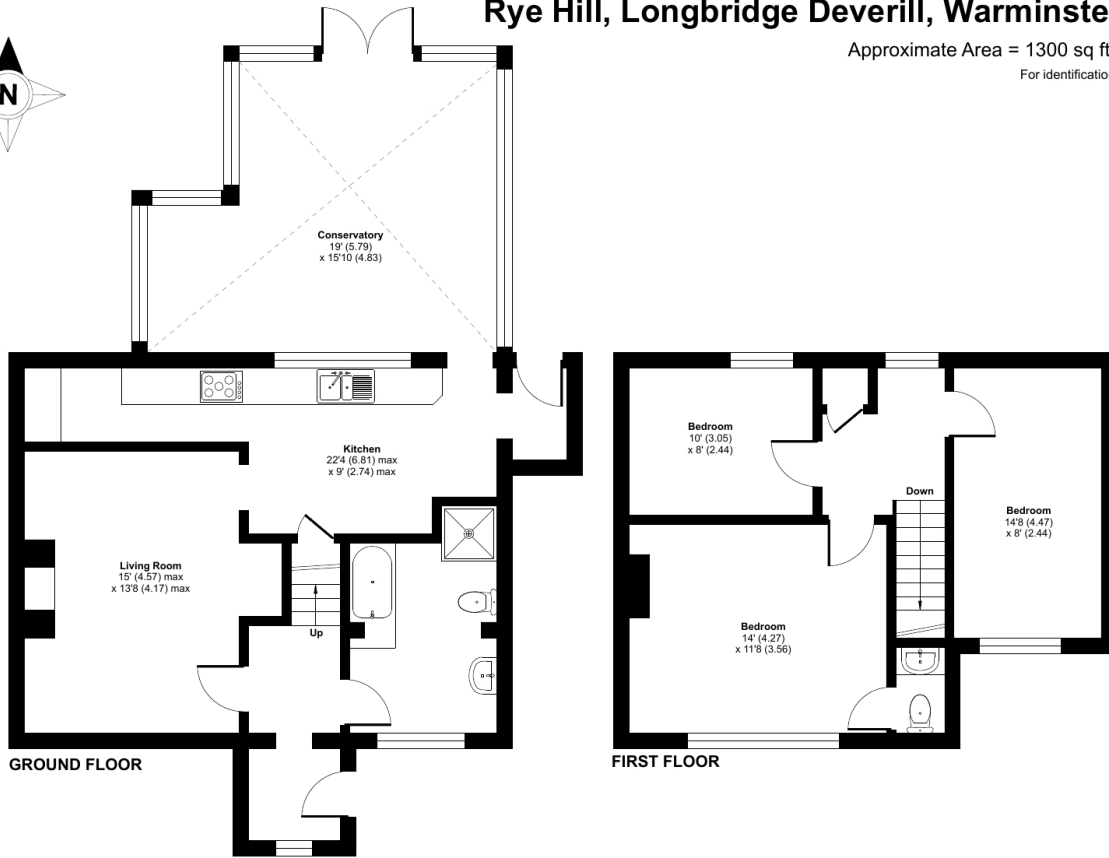 Rye Hill, Longbridge Deverill, Warminste
Approximate Area = 1300 sq ft
For identification
N
Conservatory
19' (5.79)
x 15'10 (4.83)
Kitchen
22'4 (6.81) max
x 9' (2.74) max
Living Room
15' (4.57) max
x 13'8 (4.17) max
Up
GROUND FLOOR
Bedroom
10' (3.05)
x 8' (2.44)
Down
Bedroom
14'8 (4.47)
x 8' (2.44)
Bedroom
14' (4.27)
x 11'8 (3.56)
FIRST FLOOR